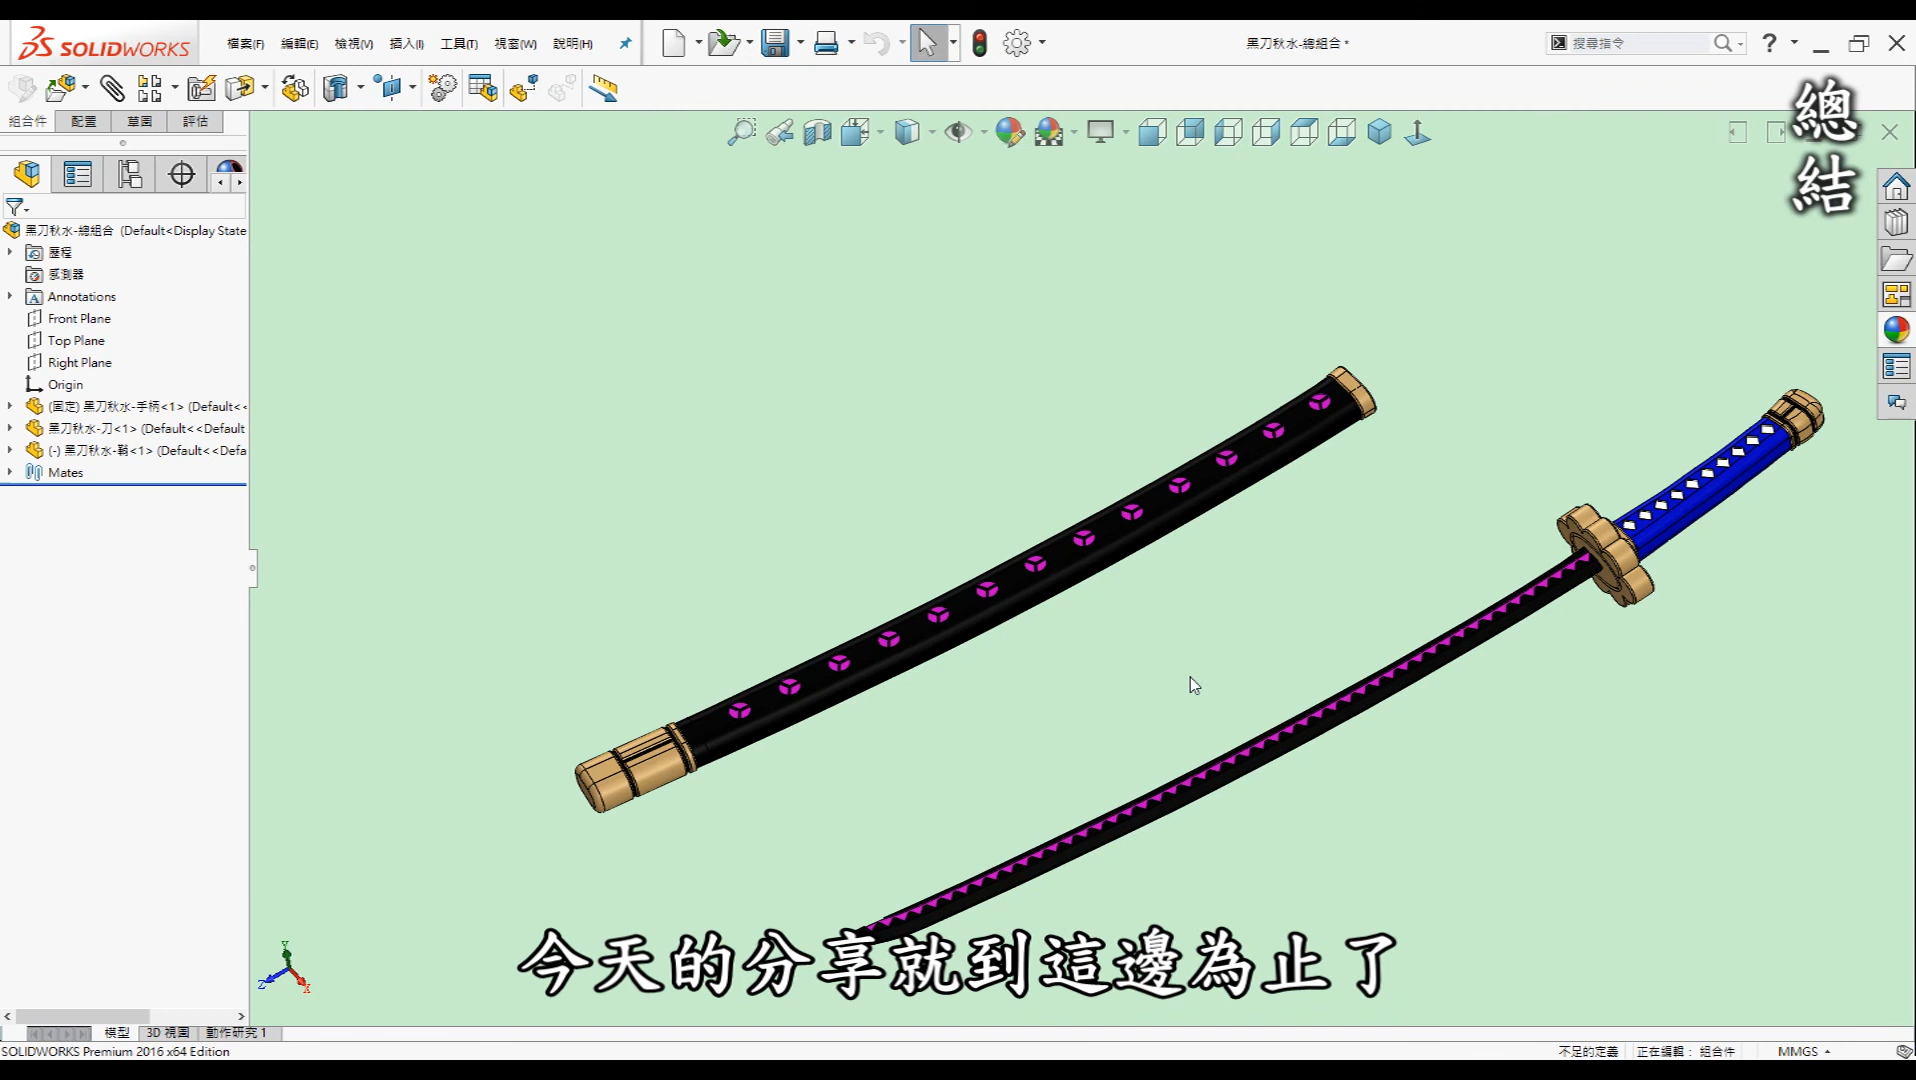 SOLIDWORKS
檔案(F) 編輯(E) 檢視(V) 插入(I) 工具(T) 視窗(W) 說明(H)
黑刀秋水-總組合 *
搜尋指令
總結
組合件 配置 草圖 評估
黑刀秋水-總組合 (Default<Display State
歷程
感測器
Annotations
Front Plane
Top Plane
Right Plane
Origin
(固定) 黑刀秋水-手柄<1> (Default<<
黑刀秋水-刀<1> (Default<<Default
(-) 黑刀秋水-鞘<1> (Default<<Defa
Mates
Y
Z
X
今天的分享就到這邊為止了
模型 3D 視圖 動作研究 1
SOLIDWORKS Premium 2016 x64 Edition
不足的定義 正在編輯: 組合件 MMGS